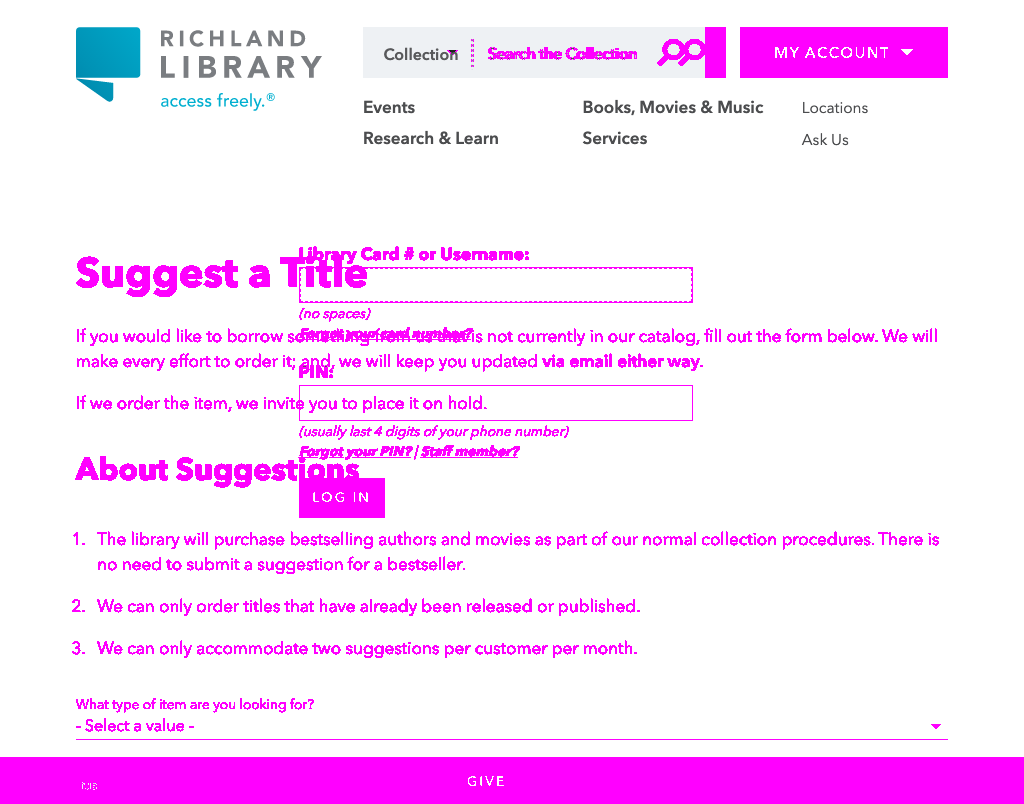 RICHLAND
LIBRARY
access freely.®
Collection
Search the Collection
MY ACCOUNT
Events
Books, Movies & Music
Locations
Research & Learn
Services
Ask Us
Library Card # or Username:
Suggest a Title
(no spaces)
Forgot your card number?
If you would like to borrow something from us that is not currently in our catalog, fill out the form below. We will
make every effort to order it; and, we will keep you updated via email either way.
PIN:
If we order the item, we invite you to place it on hold.
(usually last 4 digits of your phone number)
Forgot your PIN? | Staff member?
About Suggestions
LOG IN
1. The library will purchase bestselling authors and movies as part of our normal collection procedures. There is
no need to submit a suggestion for a bestseller.
2. We can only order titles that have already been released or published.
3. We can only accommodate two suggestions per customer per month.
What type of item are you looking for?
- Select a value -
GIVE